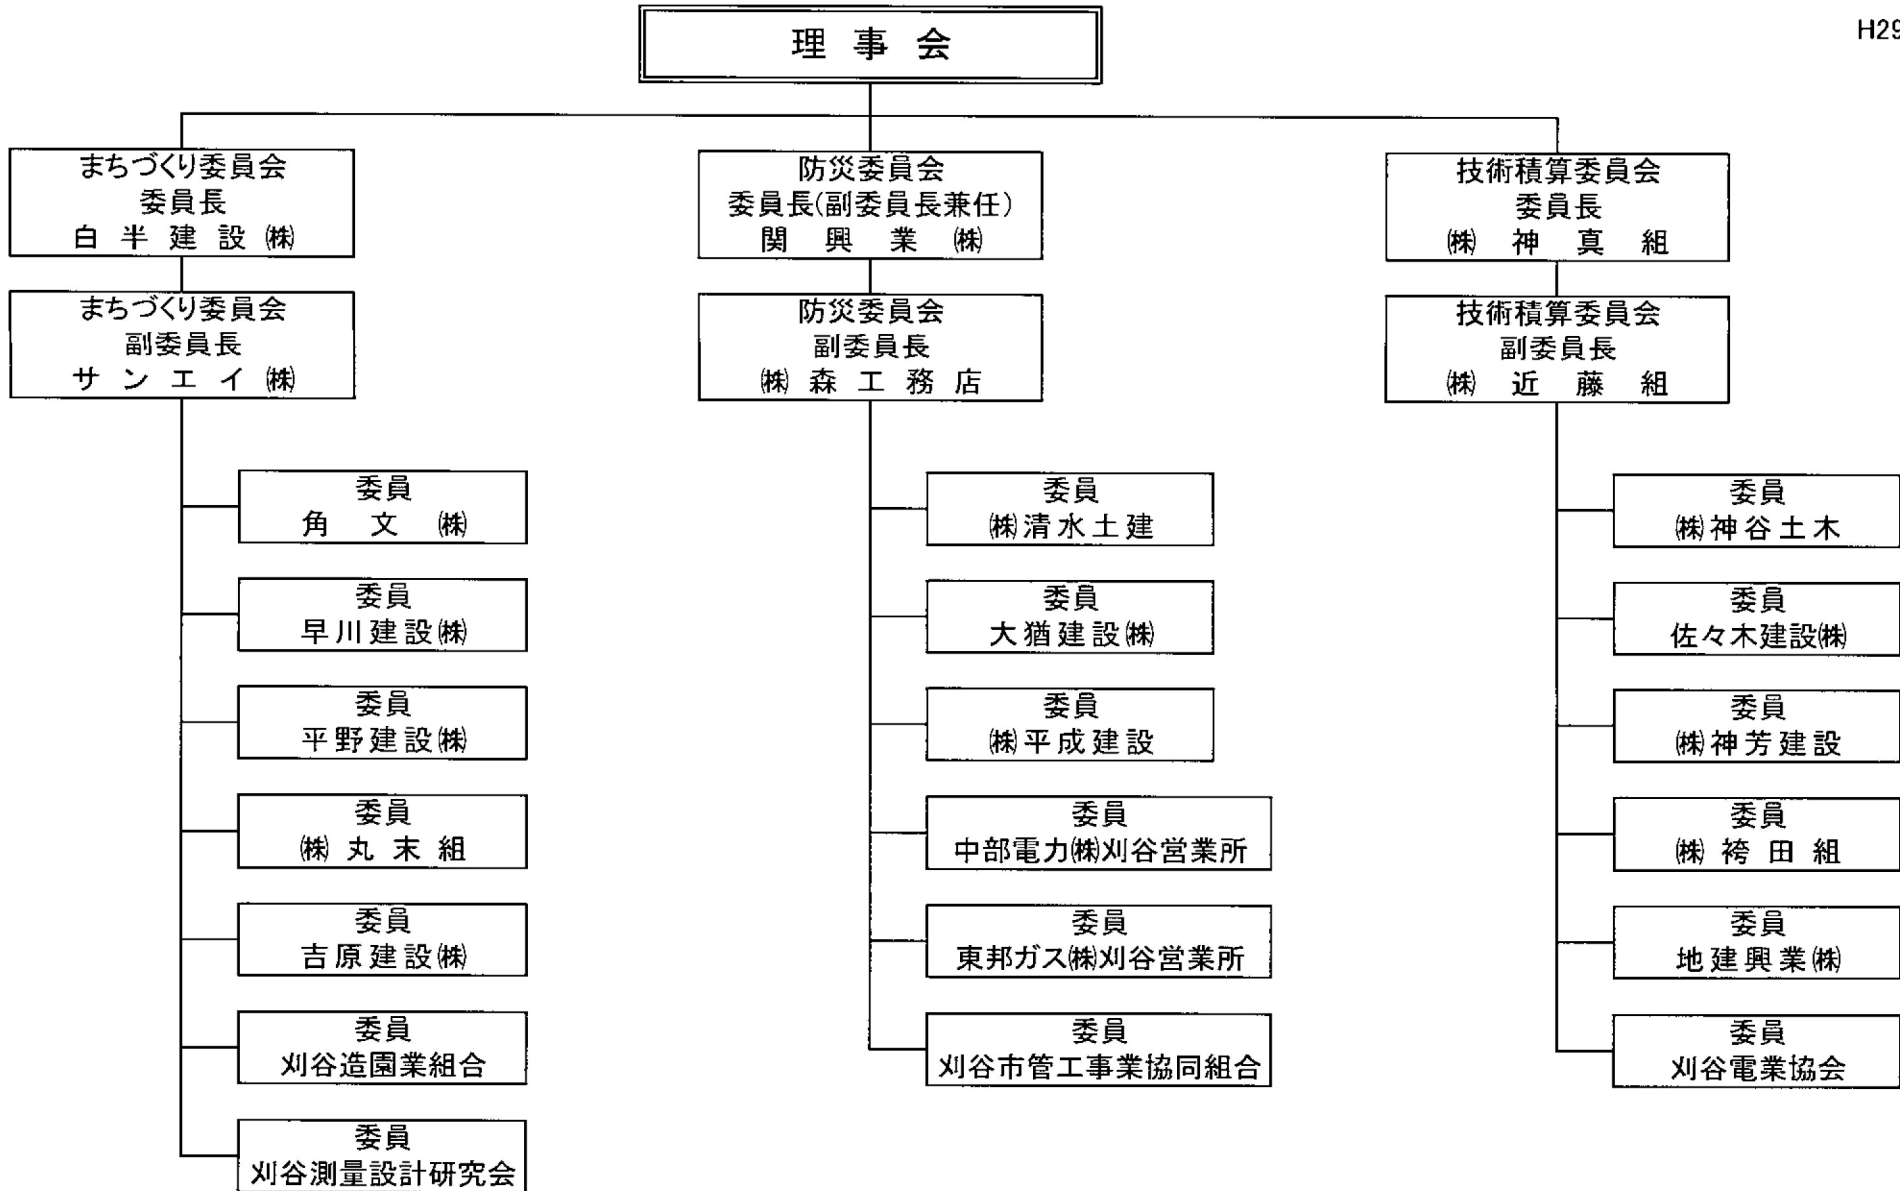 H29
理事会
まちづくり委員会
委員長
白半建設㈱
まちづくり委員会
副委員長
サンエイ㈱
委員
角文㈱
委員
早川建設㈱
委員
平野建設㈱
委員
㈱丸末組
委員
吉原建設㈱
委員
刈谷造園業組合
委員
刈谷測量設計研究会
防災委員会
委員長(副委員長兼任)
関興業㈱
防災委員会
副委員長
㈱森工務店
委員
㈱清水土建
委員
大猶建設㈱
委員
㈱平成建設
委員
中部電力㈱刈谷営業所
委員
東邦ガス㈱刈谷営業所
委員
刈谷市管工事業協同組合
技術積算委員会
委員長
㈱神真組
技術積算委員会
副委員長
㈱近藤組
委員
㈱神谷土木
委員
佐々木建設㈱
委員
㈱神芳建設
委員
㈱袴田組
委員
地建興業㈱
委員
刈谷電業協会